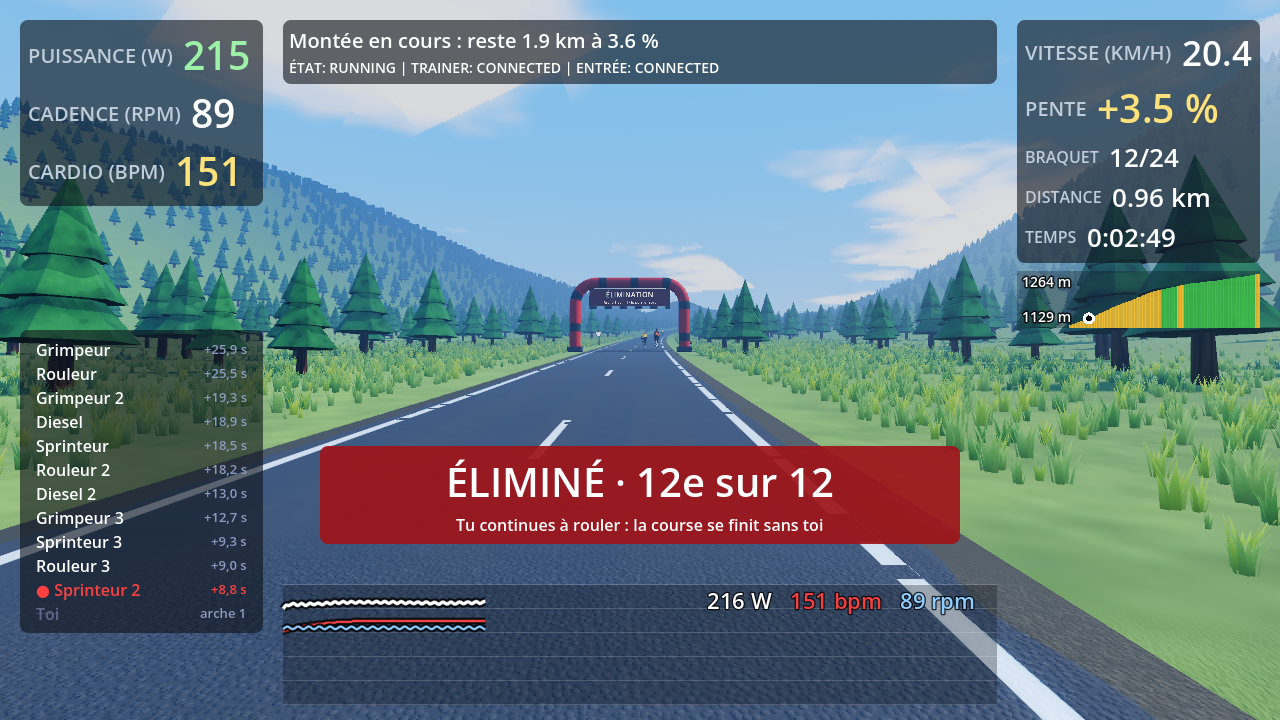 PUISSANCE (W) 215
CADENCE (RPM) 89
CARDIO (BPM) 151
Montée en cours : reste 1.9 km à 3.6 %
ÉTAT: RUNNING | TRAINER: CONNECTED | ENTRÉE: CONNECTED
VITESSE (KM/H) 20.4
PENTE +3.5 %
BRAQUET 12/24
DISTANCE 0.96 km
TEMPS 0:02:49
1264 m
1129 m
ÉLIMINATION
Grimpeur +25,9 s
Rouleur +25,5 s
Grimpeur 2 +19,3 s
Diesel +18,9 s
Sprinteur +18,5 s
Rouleur 2 +18,2 s
Diesel 2 +13,0 s
Grimpeur 3 +12,7 s
Sprinteur 3 +9,3 s
Rouleur 3 +9,0 s
Sprinteur 2 +8,8 s
Toi arche 1
ÉLIMINÉ · 12e sur 12
Tu continues à rouler : la course se finit sans toi
216 W 151 bpm 89 rpm